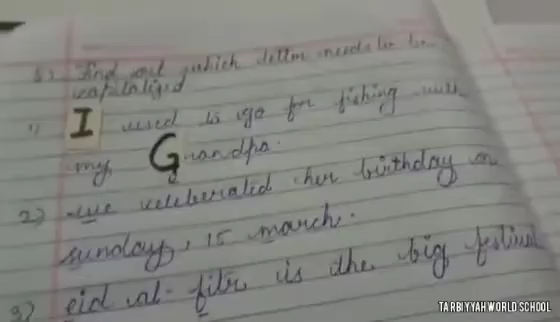 b) Find out which letter needs to be
capitalized
1) I used to go for fishing with
my Grandpa.
2) we celebrated her birthday on
sunday, 15 march.
3) eid al-fitr is the big festival
TARBIYYAH WORLD SCHOOL